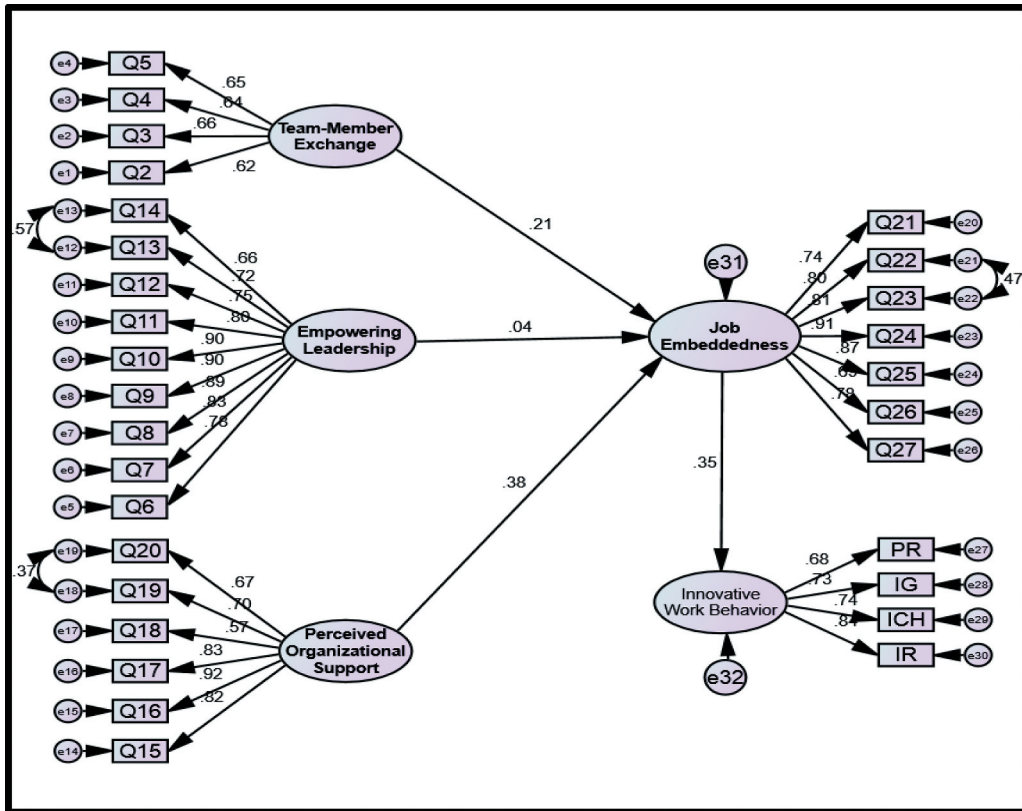 e4 Q5
.65
e3 Q4
.64
e2 Q3
.66
e1 Q2
.62
Team-Member
Exchange
.21
e13 Q14
.57
e12 Q13
e11 Q12
e10 Q11
e9 Q10
e8 Q9
e7 Q8
e6 Q7
e5 Q6
.66
.72
.75
.80
.90
.90
.89
.83
.78
Empowering
Leadership
.04
e19 Q20
.37
e18 Q19
e17 Q18
e16 Q17
e15 Q16
e14 Q15
.67
.70
.57
.83
.92
.82
Perceived
Organizational
Support
.38
e31
Job
Embeddedness
.74
.80
.81
.91
.87
.69
.78
Q21 e20
Q22 e21
.47
Q23 e22
Q24 e23
Q25 e24
Q26 e25
Q27 e26
.35
Innovative
Work Behavior
e32
.68
.73
.74
PR e27
IG e28
ICH e29
IR e30